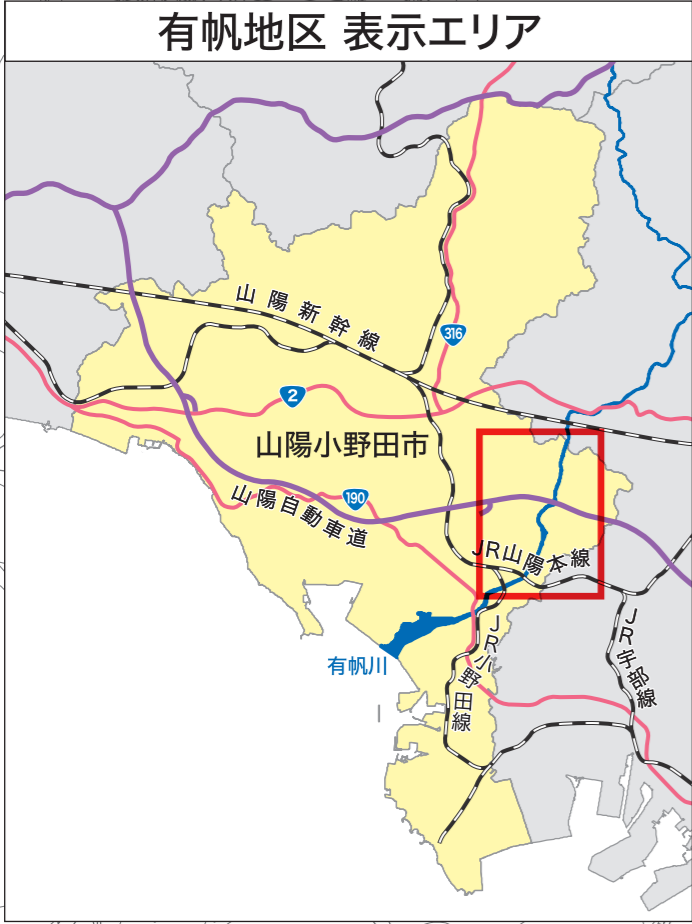 有帆地区 表示エリア
山陽新幹線
316
2
山陽小野田市
190
山陽自動車道
JR山陽本線
有帆川
JR小野田線
JR宇部線